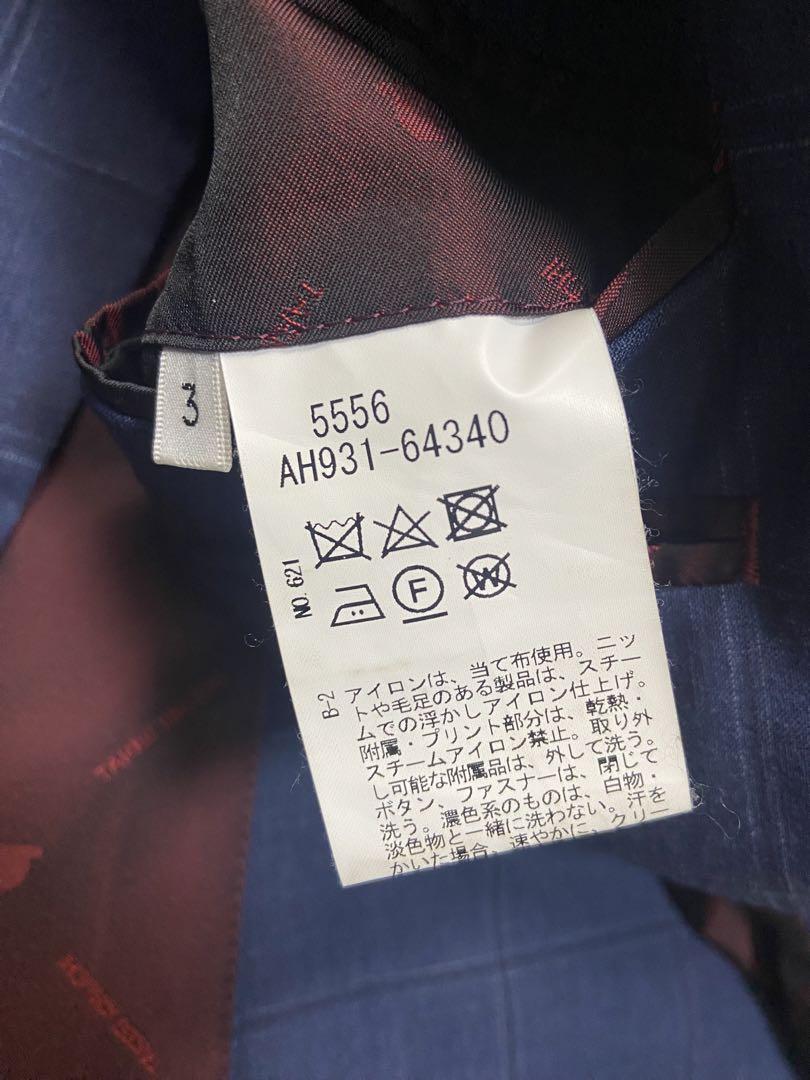 3
5556
AH931-64340
NO. 621
F
W
B-2
アイロンは、当て布使用。ニッ
トや毛足のある製品は、スチー
ムでの浮かしアイロン仕上げ。
附属・プリント部分は、乾熱・
スチームアイロン禁止。取り外
し可能な附属品は、外して洗う。
ボタン、ファスナーは、閉じて
洗う。濃色系のものは、白物・
淡色物と一緒に洗わない。汗を
かいた場合、速やかに、クリー